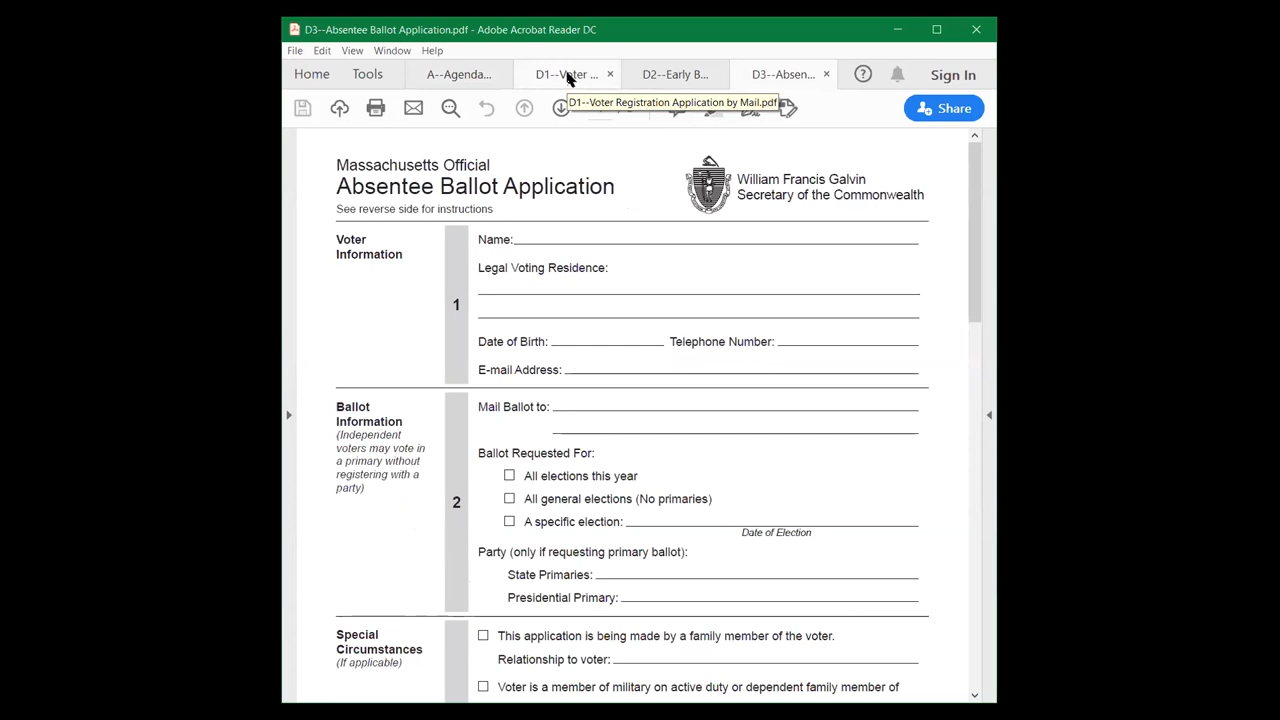 D3--Absentee Ballot Application.pdf - Adobe Acrobat Reader DC
File Edit View Window Help
Home Tools A--Agenda... D1--Voter ... × D2--Early B... D3--Absen... × ? Sign In
D1--Voter Registration Application by Mail.pdf
Share
Massachusetts Official
Absentee Ballot Application
See reverse side for instructions
William Francis Galvin
Secretary of the Commonwealth
Voter
Information
1
Name:
Legal Voting Residence:
Date of Birth: Telephone Number:
E-mail Address:
Ballot
Information
(Independent
voters may vote in
a primary without
registering with a
party)
2
Mail Ballot to:
Ballot Requested For:
All elections this year
All general elections (No primaries)
A specific election:
Date of Election
Party (only if requesting primary ballot):
State Primaries:
Presidential Primary:
Special
Circumstances
(If applicable)
This application is being made by a family member of the voter.
Relationship to voter:
Voter is a member of military on active duty or dependent family member of